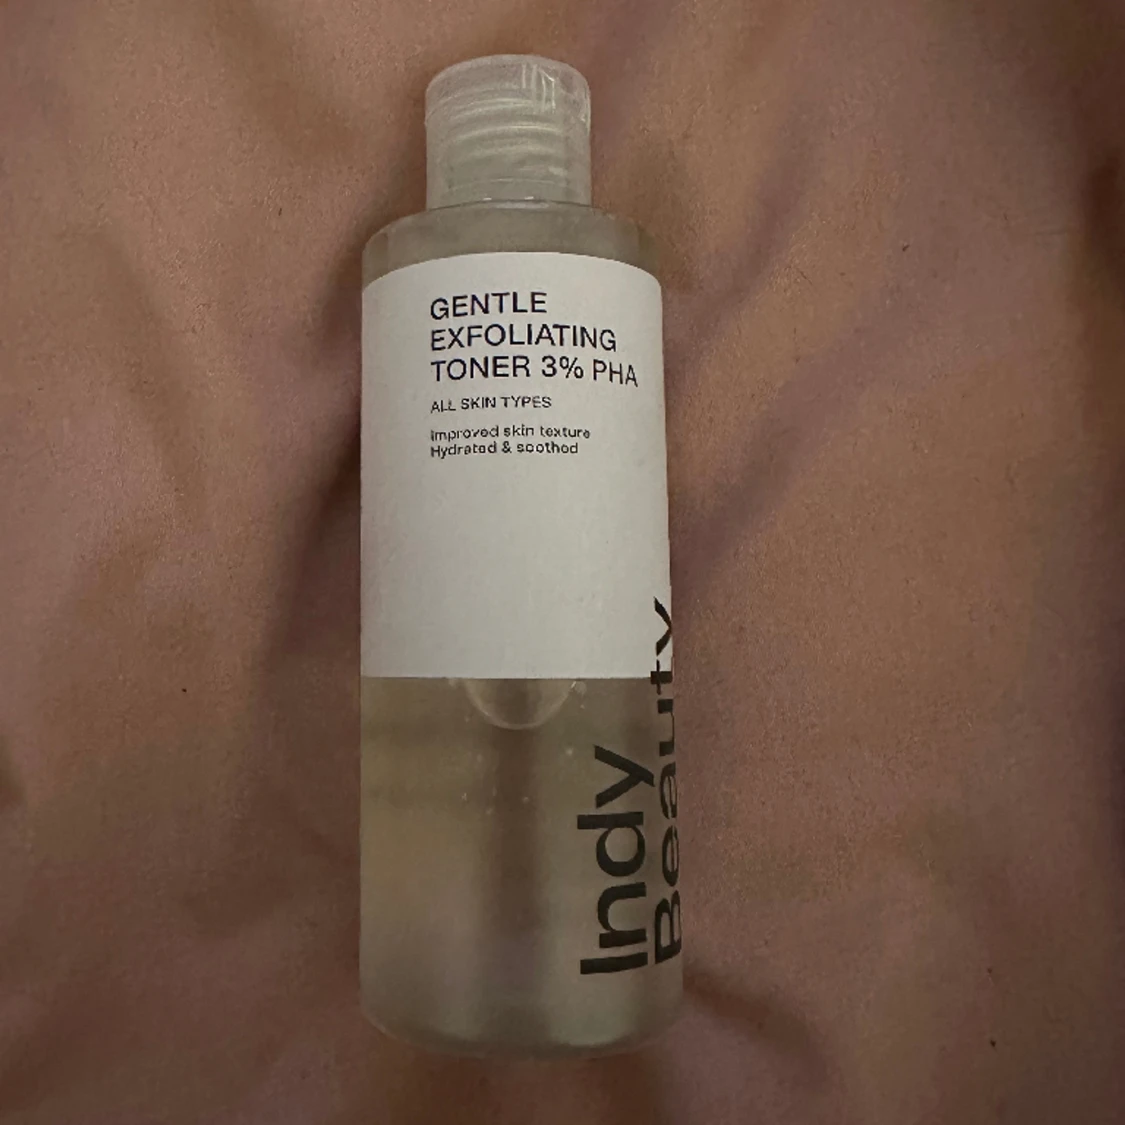 GENTLE
EXFOLIATING
TONER 3% PHA
ALL SKIN TYPES
Improved skin texture
Hydrated & soothed
Indy
Beauty